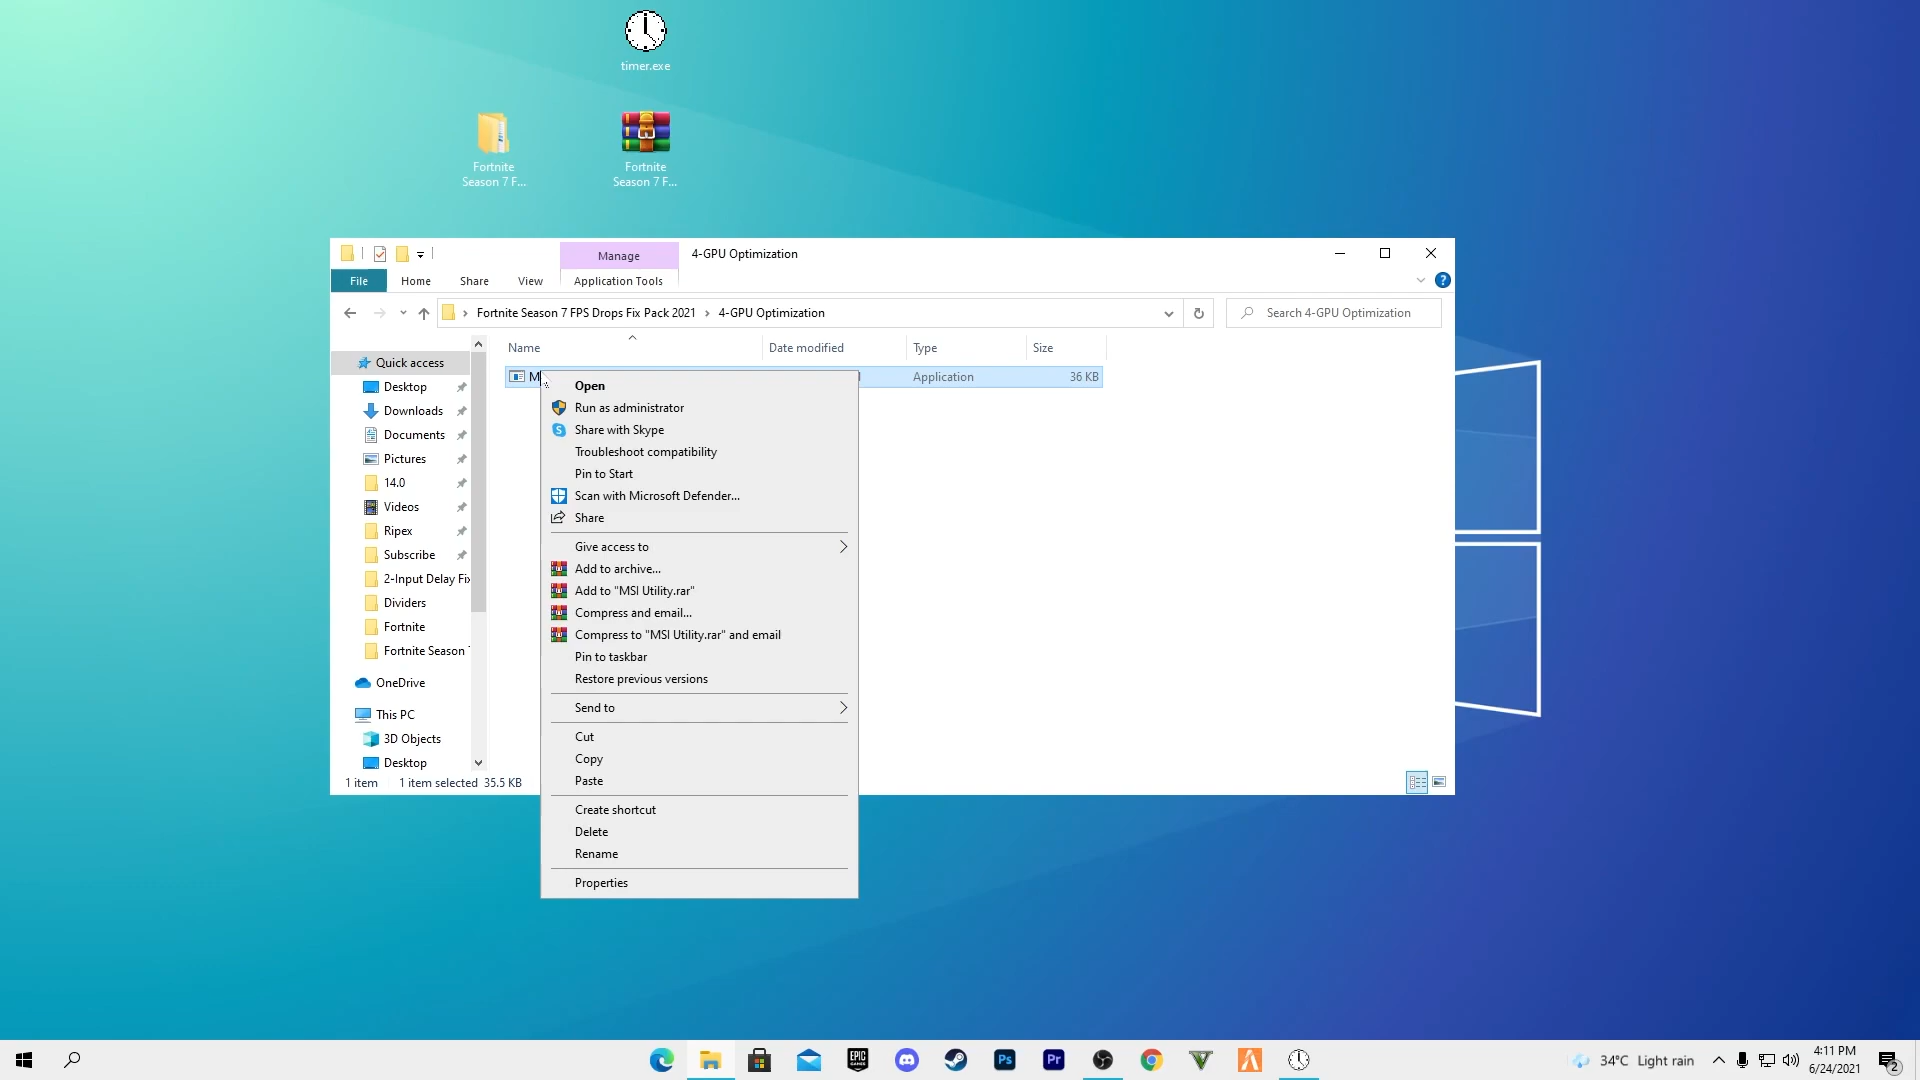 timer.exe
Fortnite
Season 7 F...
Fortnite
Season 7 F...
Manage
4-GPU Optimization
File
Home
Share
View
Application Tools
Fortnite Season 7 FPS Drops Fix Pack 2021 › 4-GPU Optimization
Search 4-GPU Optimization
Name
Date modified
Type
Size
Application
36 KB
Quick access
Desktop
Downloads
Documents
Pictures
14.0
Videos
Ripex
Subscribe
2-Input Delay Fix
Dividers
Fortnite
Fortnite Season 7
OneDrive
This PC
3D Objects
Desktop
1 item
1 item selected 35.5 KB
Open
Run as administrator
Share with Skype
Troubleshoot compatibility
Pin to Start
Scan with Microsoft Defender...
Share
Give access to
Add to archive...
Add to "MSI Utility.rar"
Compress and email...
Compress to "MSI Utility.rar" and email
Pin to taskbar
Restore previous versions
Send to
Cut
Copy
Paste
Create shortcut
Delete
Rename
Properties
EPIC
GAMES
Ps
Pr
34°C Light rain
4:11 PM
6/24/2021
2